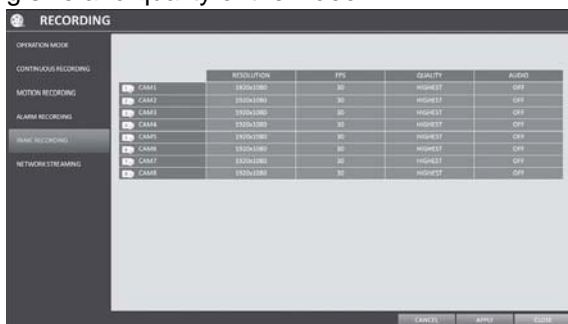 RECORDING
OPERATION MODE
CONTINUOUS RECORDING
MOTION RECORDING
ALARM RECORDING
PANIC RECORDING
NETWORK STREAMING
RESOLUTION FPS QUALITY AUDIO
CAM1 1920x1080 30 HIGHEST OFF
CAM2 1920x1080 30 HIGHEST OFF
CAM3 1920x1080 30 HIGHEST OFF
CAM4 1920x1080 30 HIGHEST OFF
CAM5 1920x1080 30 HIGHEST OFF
CAM6 1920x1080 30 HIGHEST OFF
CAM7 1920x1080 30 HIGHEST OFF
CAM8 1920x1080 30 HIGHEST OFF
CANCEL APPLY CLOSE